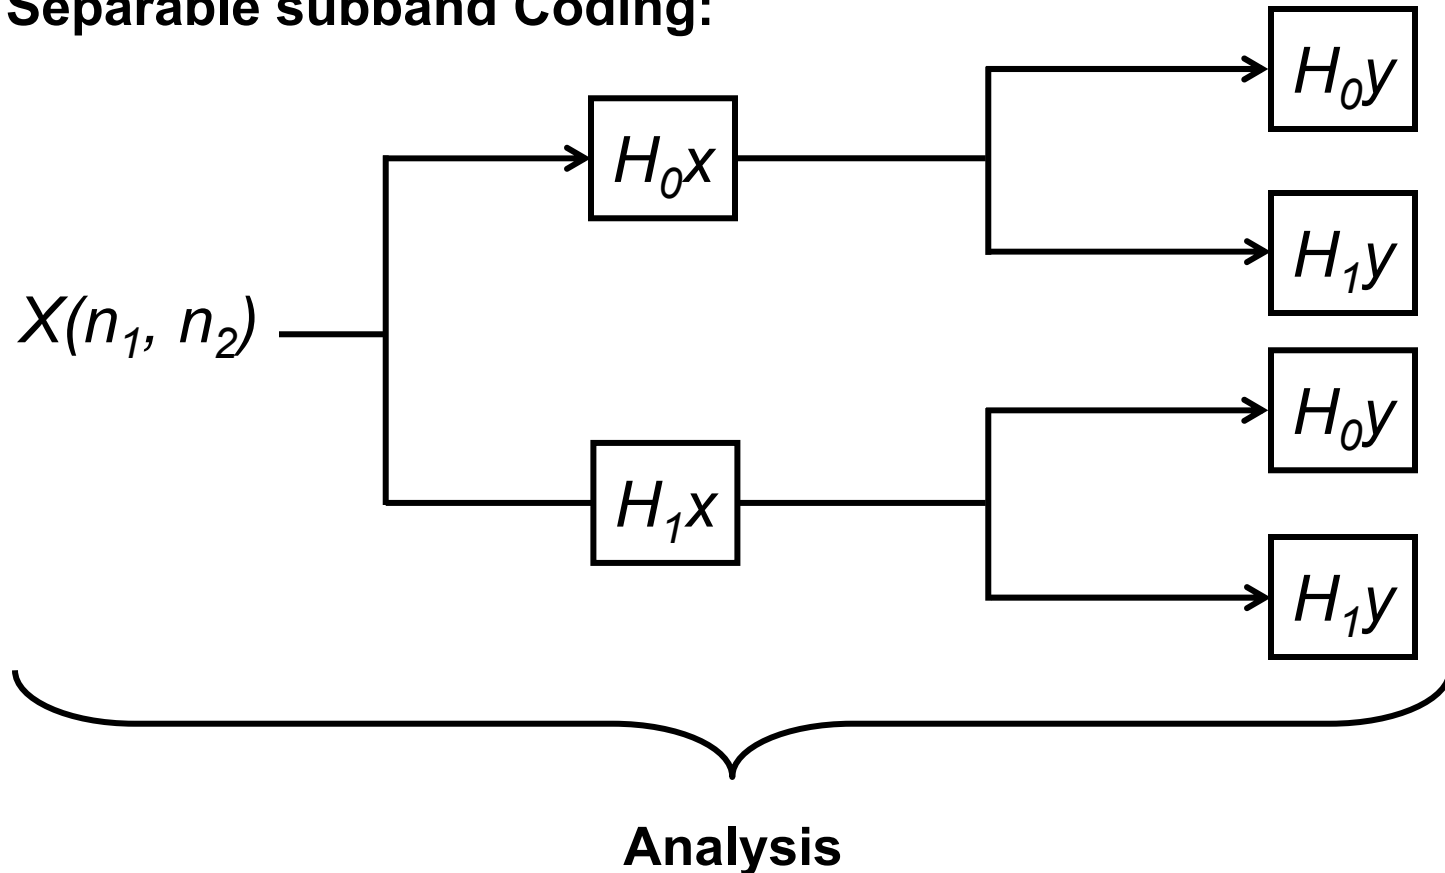 Separable subband Coding:
H₀y
H₀x
H₁y
X(n₁, n₂)
H₀y
H₁x
H₁y
Analysis